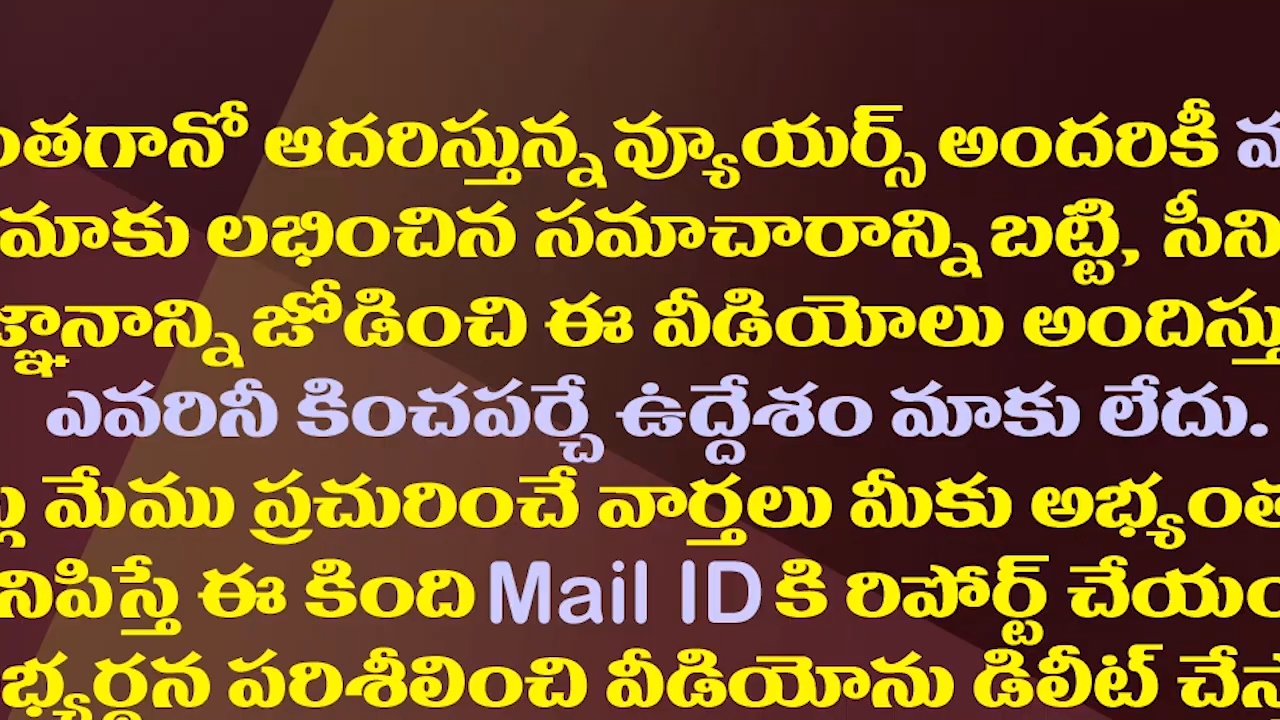 ంతగానో ఆదరిస్తున్న వ్యూయర్స్ అందరికీ
మాకు లభించిన సమాచారాన్ని బట్టి, సీని
జ్ఞానాన్ని జోడించి ఈ వీడియోలు అందిస్తు
ఎవరినీ కించపర్చే ఉద్దేశం మాకు లేదు.
మేము ప్రచురించే వార్తలు మీకు అభ్యంత
నిపిస్తే ఈ కింది Mail ID కి రిపోర్ట్ చేయం
భ్యర్థన పరిశీలించి వీడియోను డిలీట్ చేస